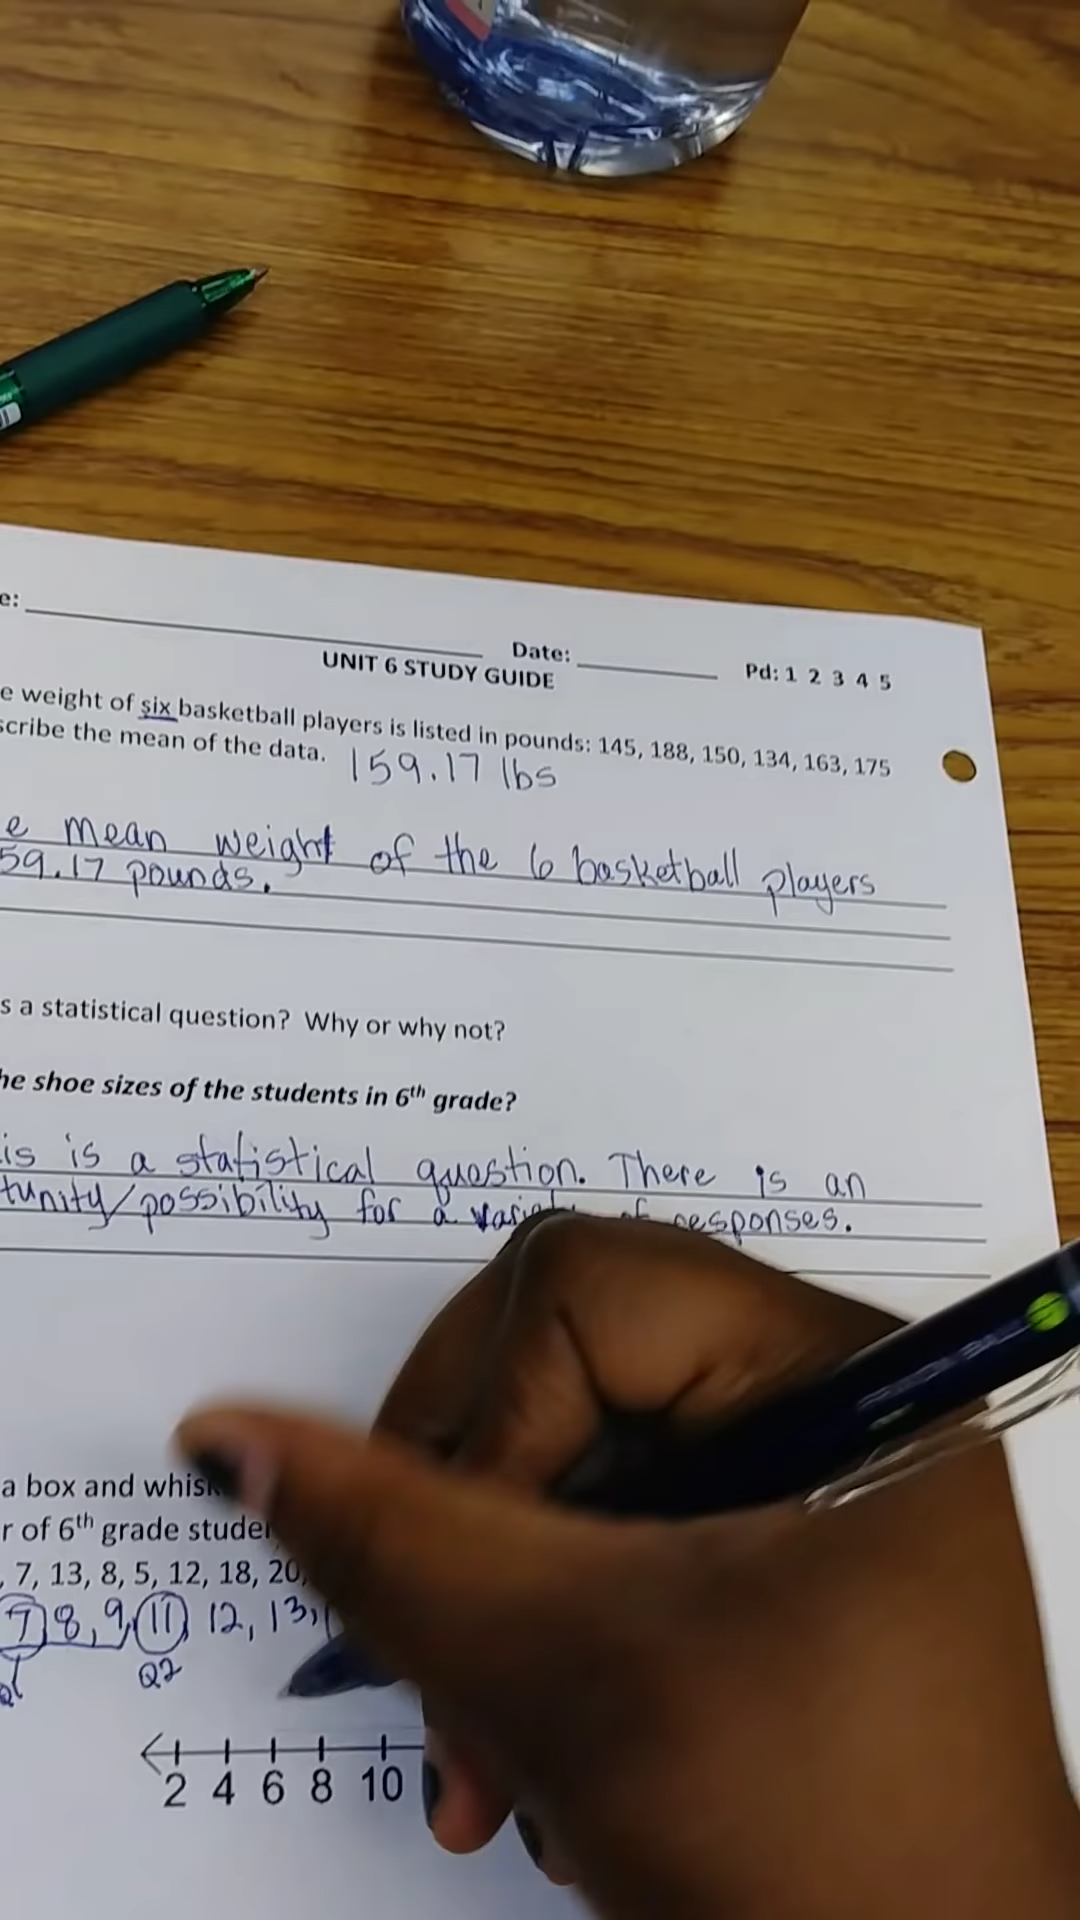 e: Date: Pd: 1 2 3 4 5
UNIT 6 STUDY GUIDE
e weight of six basketball players is listed in pounds: 145, 188, 150, 134, 163, 175
scribe the mean of the data. 159.17 lbs
e mean weight of the 6 basketball players
59.17 pounds.
s a statistical question? Why or why not?
he shoe sizes of the students in 6th grade?
is is a statistical question. There is an
tunity/possibility for a variety of responses.
a box and whisk
r of 6th grade studen
, 7, 13, 8, 5, 12, 18, 20,
7, 8, 9, 11, 12, 13,
Q1 Q2
2 4 6 8 10